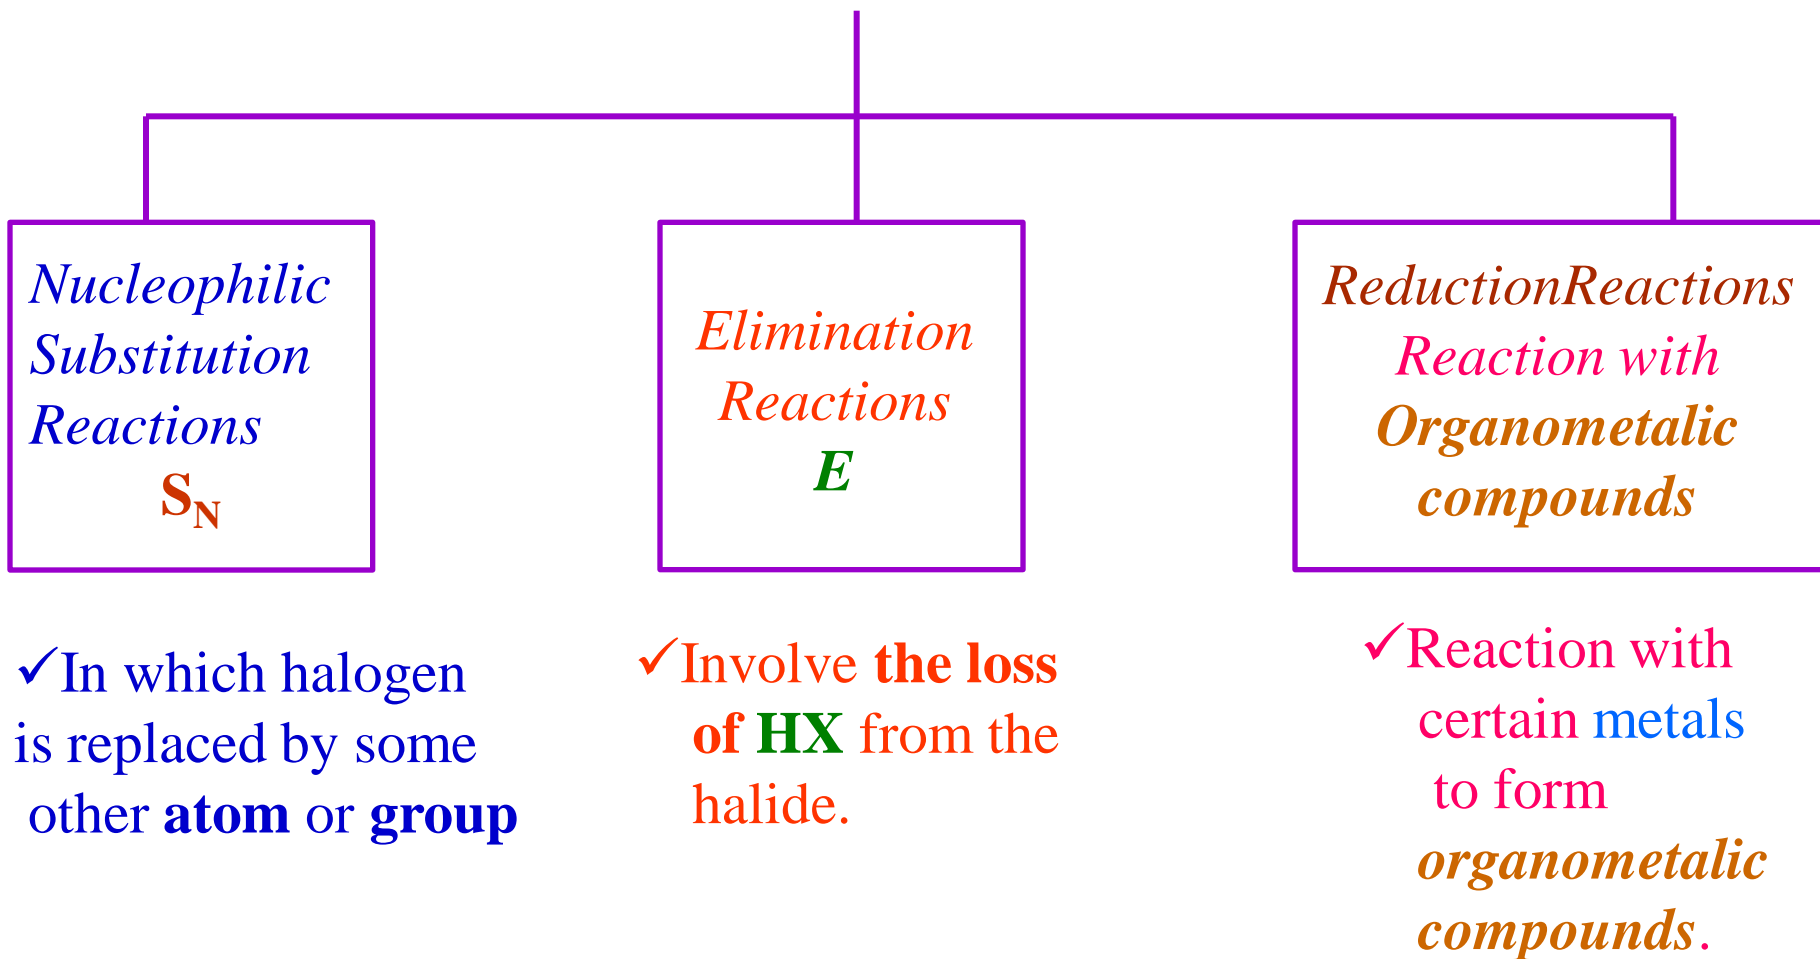 Nucleophilic
Substitution
Reactions
SN
Elimination
Reactions
E
ReductionReactions
Reaction with
Organometalic
compounds
✓In which halogen
is replaced by some
other atom or group
✓Involve the loss
of HX from the
halide.
✓Reaction with
certain metals
to form
organometalic
compounds.